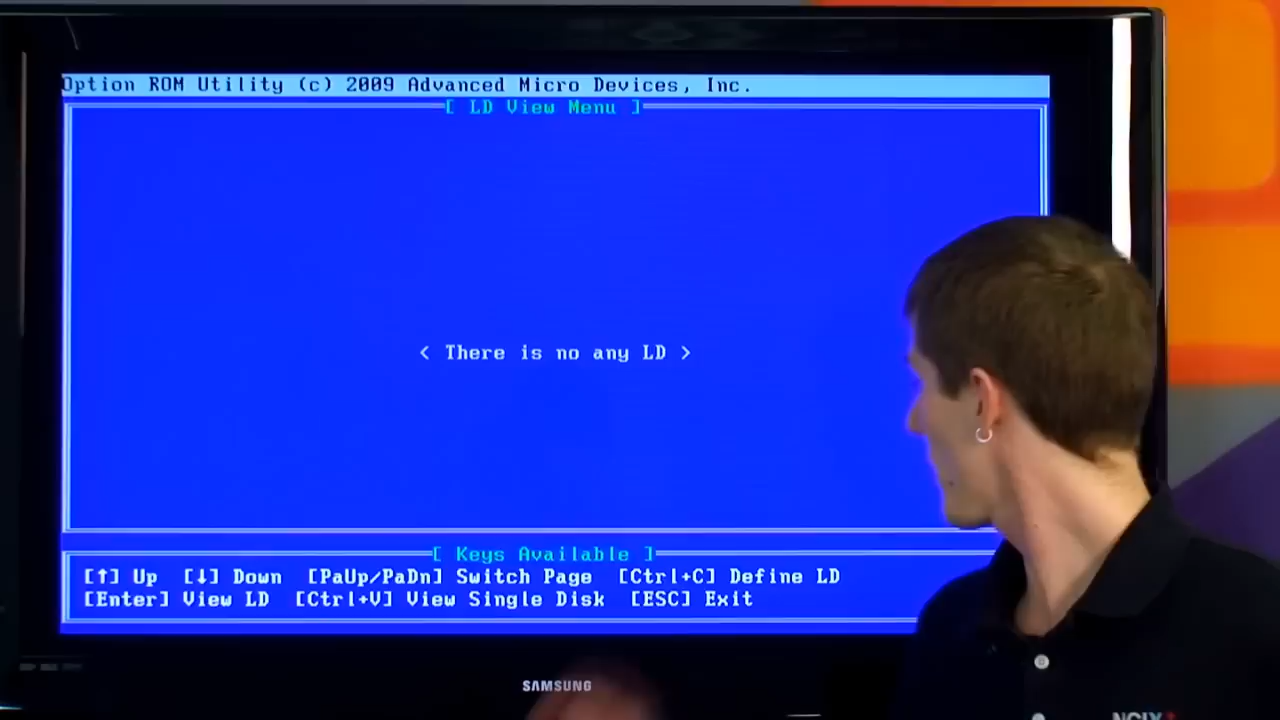 Option ROM Utility (c) 2009 Advanced Micro Devices, Inc.
[ LD View Menu ]
< There is no any LD >
[ Keys Available ]
[↑] Up [↓] Down [PaUp/PaDn] Switch Page [Ctrl+C] Define LD
[Enter] View LD [Ctrl+V] View Single Disk [ESC] Exit
SAMSUNG